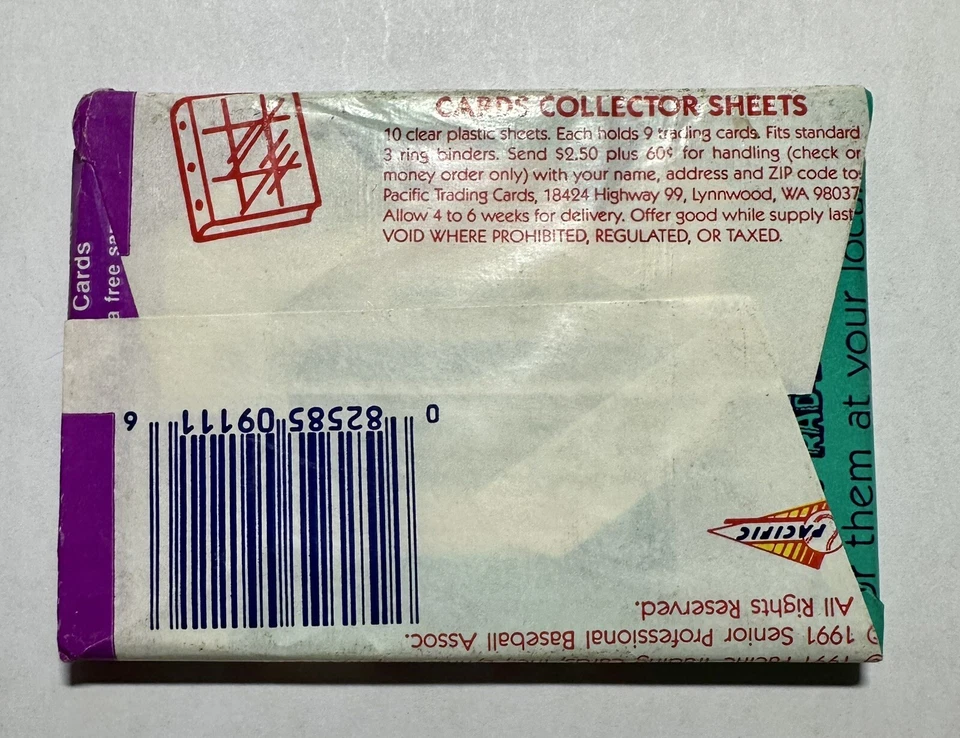 CARDS COLLECTOR SHEETS
10 clear plastic sheets. Each holds 9 trading cards. Fits standard
3 ring binders. Send $2.50 plus 60¢ for handling (check or
money order only) with your name, address and ZIP code to
Pacific Trading Cards, 18424 Highway 99, Lynnwood, WA 98037
Allow 4 to 6 weeks for delivery. Offer good while supply last
VOID WHERE PROHIBITED, REGULATED, OR TAXED.
Cards
a free
them at your
0 82585 09111 6
PACIFIC
© 1991 Senior Professional Baseball Assoc.
All Rights Reserved.